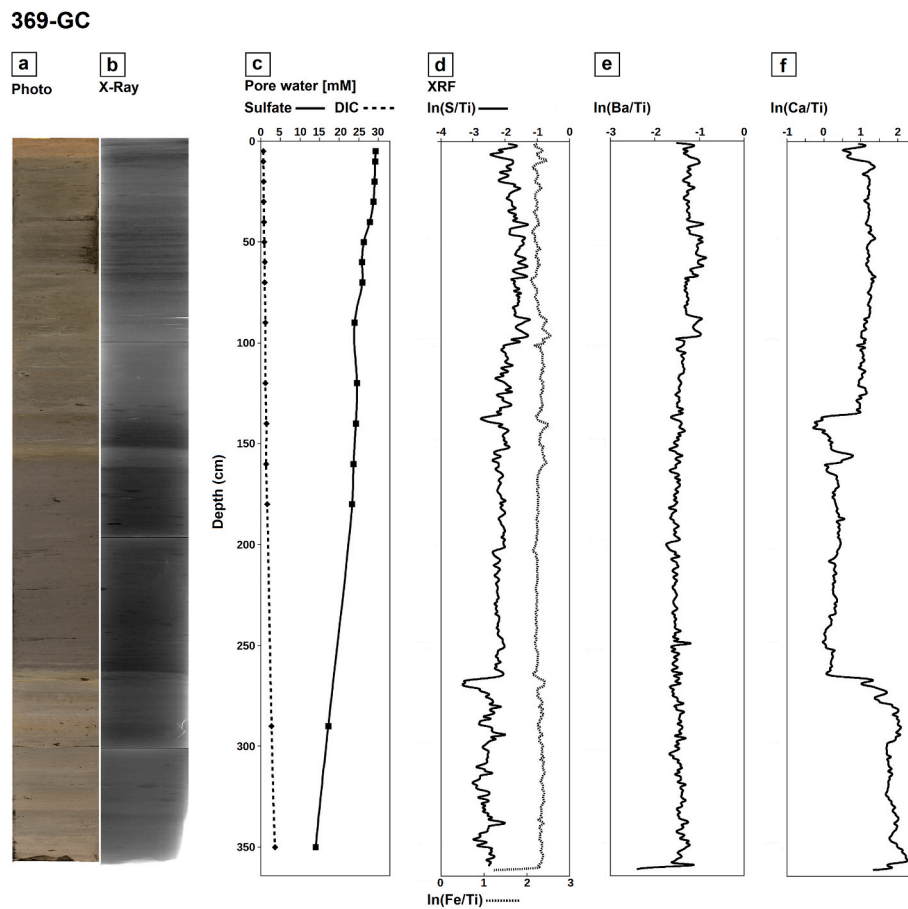 369-GC
a b c d e f
Photo X-Ray Pore water [mM] XRF
Sulfate DIC ln(S/Ti) ln(Ba/Ti) ln(Ca/Ti)
0 5 10 15 20 25 30 -4 -3 -2 -1 0 -3 -2 -1 0 -1 0 1 2
Depth (cm)
0
50
100
150
200
250
300
350
0 1 2 3
ln(Fe/Ti)